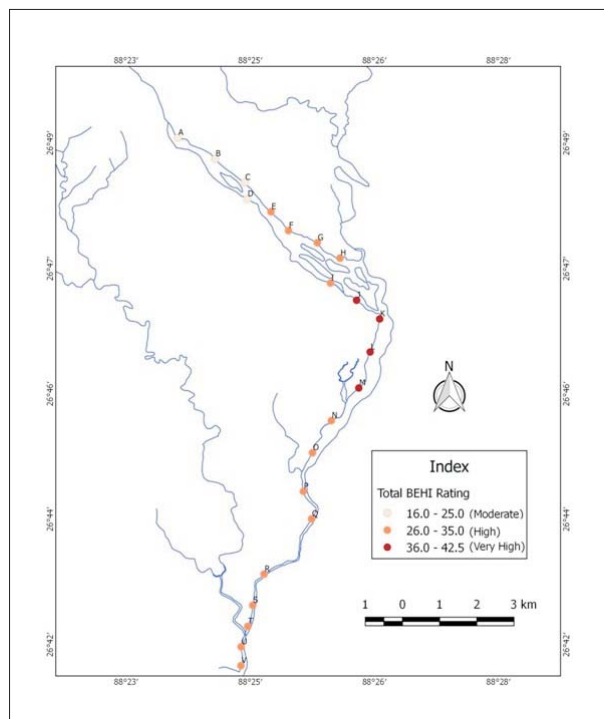 88°23' 88°25' 88°26' 88°28'
26°49' 26°49'
A
B
C
D
E
F
G
H
I
26°47' 26°47'
J
K
L
M
26°46' 26°46'
N
N
O
Index
Total BEHI Rating
16.0 - 25.0 (Moderate)
26.0 - 35.0 (High)
36.0 - 42.5 (Very High)
P
Q
26°44' 26°44'
R
S
T
1 0 1 2 3 km
U
V
26°42' 26°42'
88°23' 88°25' 88°26' 88°28'